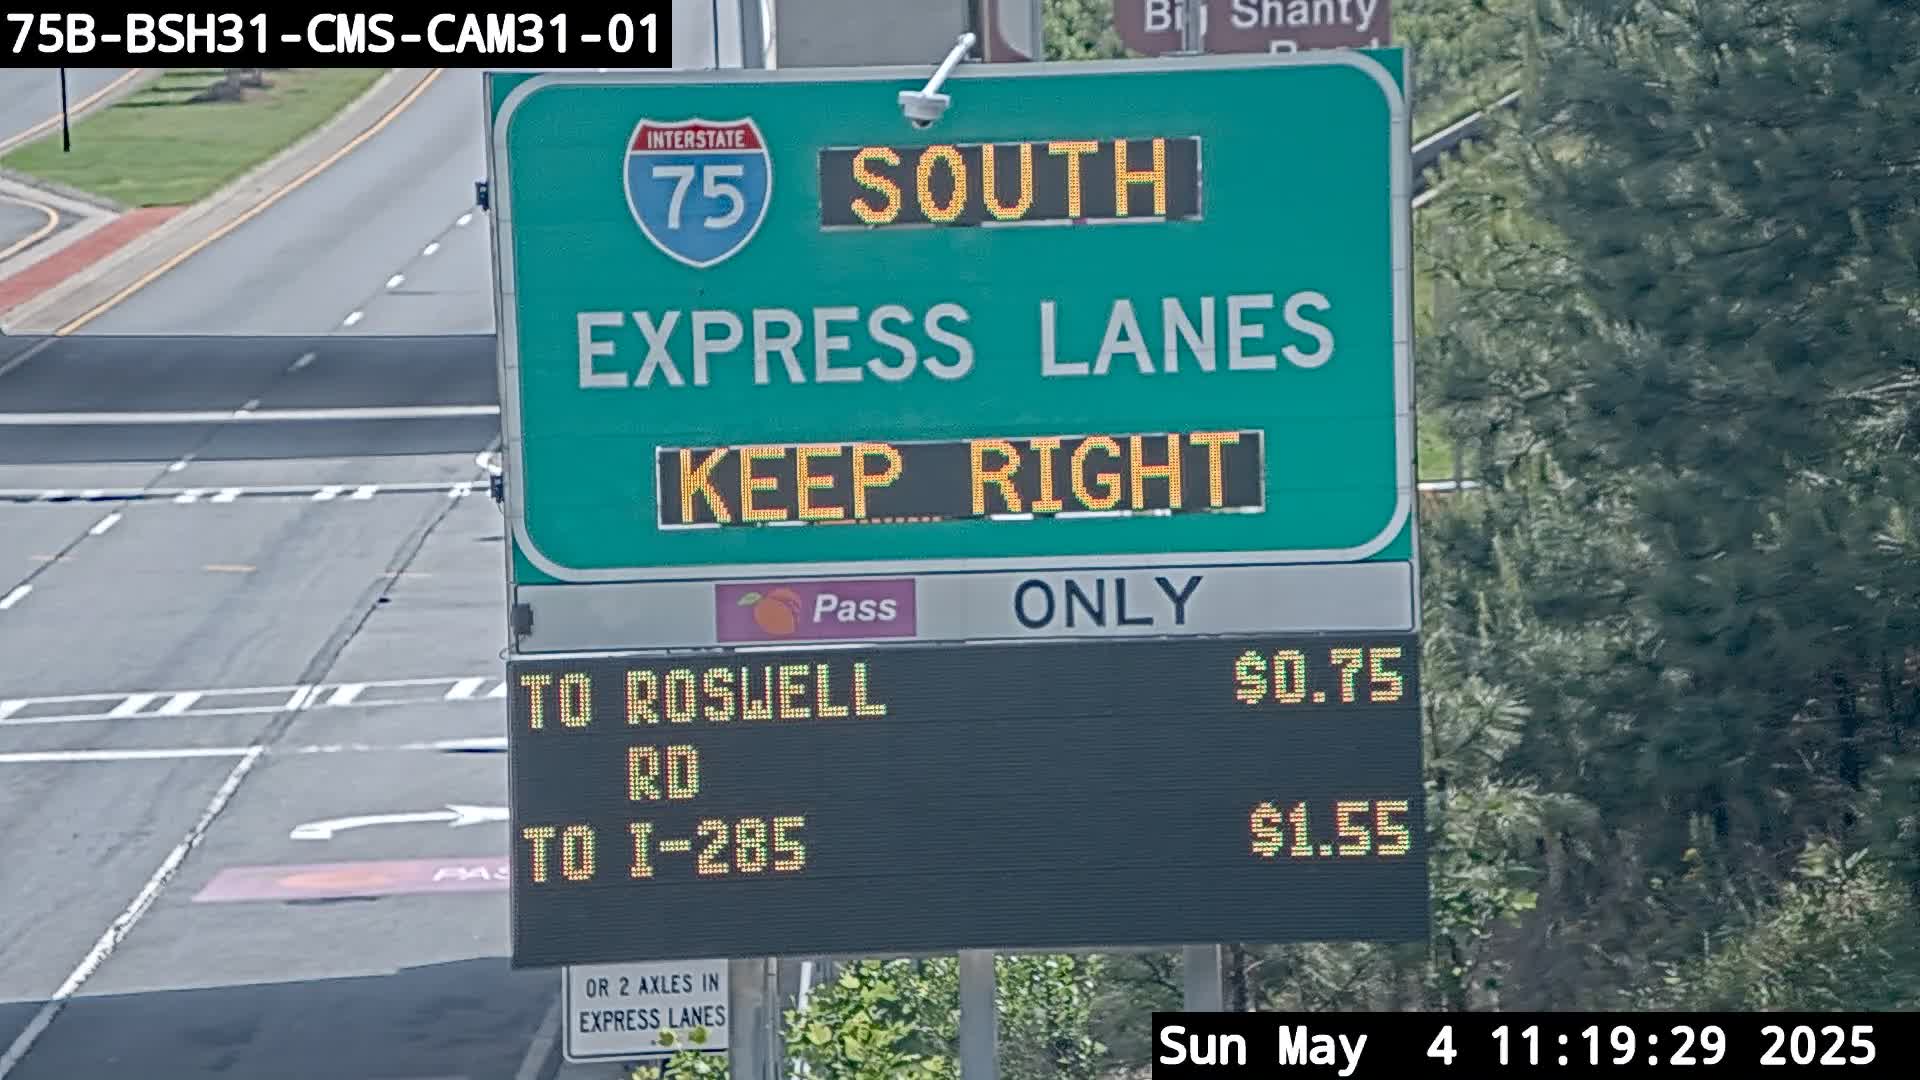 75B-BSH31-CMS-CAM31-01
Big Shanty
Road
INTERSTATE
75
SOUTH
EXPRESS LANES
KEEP RIGHT
Pass ONLY
TO ROSWELL $0.75
RD
TO I-285 $1.55
PAS
OR 2 AXLES IN
EXPRESS LANES
Sun May 4 11:19:29 2025